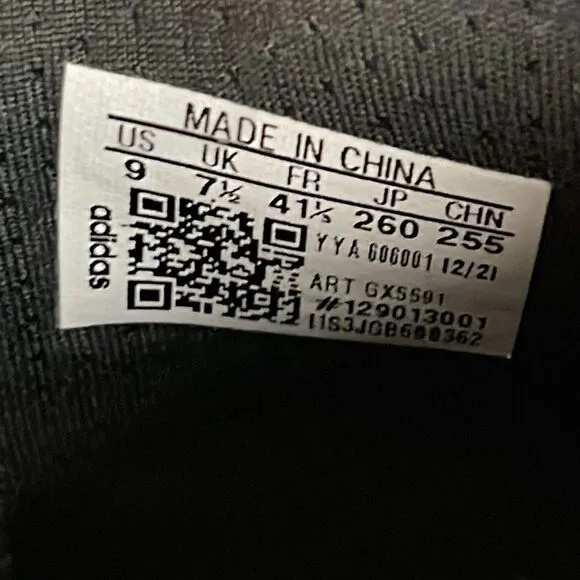 MADE IN CHINA
US UK FR JP CHN
9 7½ 41⅓ 260 255
adidas
YYA 606001 12/21
ART GX5591
#129013001